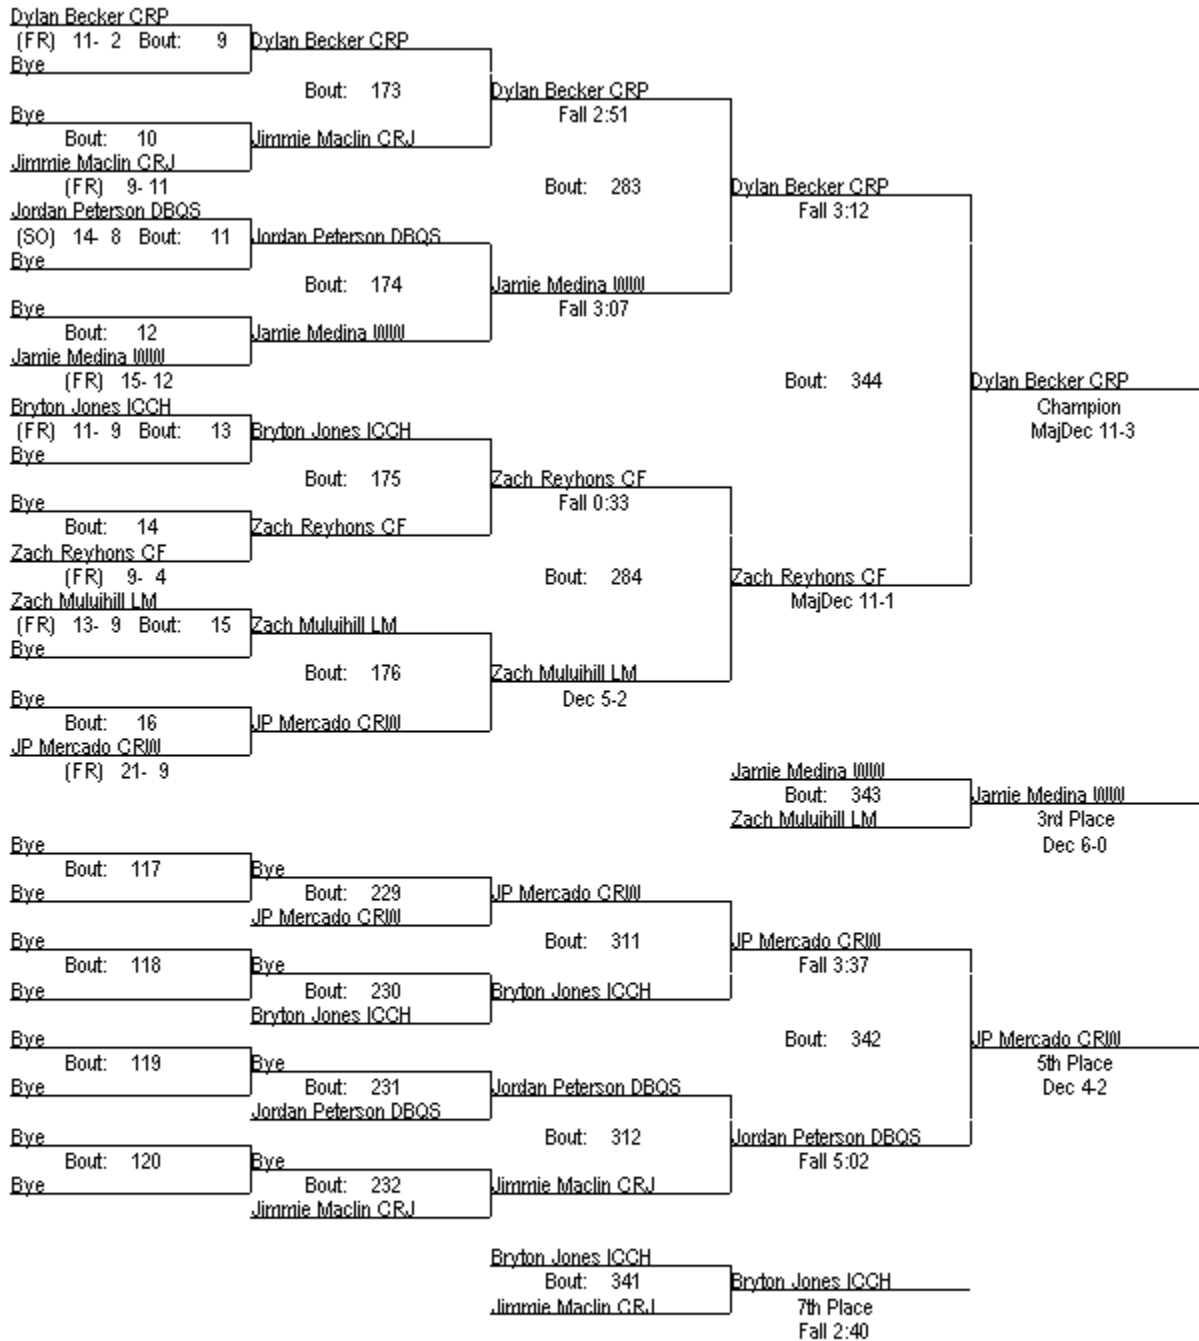 Dylan Becker CRP
(FR) 11- 2 Bout: 9 Dylan Becker CRP
Bye
Bout: 173 Dylan Becker CRP
Fall 2:51
Bye
Bout: 10 Jimmie Maclin CRJ
Jimmie Maclin CRJ
(FR) 9- 11 Bout: 283 Dylan Becker CRP
Fall 3:12
Jordan Peterson DBQS
(SO) 14- 8 Bout: 11 Jordan Peterson DBQS
Bye
Bout: 174 Jamie Medina WW
Fall 3:07
Bye
Bout: 12 Jamie Medina WW
Jamie Medina WW
(FR) 15- 12 Bout: 344 Dylan Becker CRP
Champion
MajDec 11-3
Bryton Jones ICCH
(FR) 11- 9 Bout: 13 Bryton Jones ICCH
Bye
Bout: 175 Zach Reyhons CF
Fall 0:33
Bye
Bout: 14 Zach Reyhons CF
Zach Reyhons CF
(FR) 9- 4 Bout: 284 Zach Reyhons CF
MajDec 11-1
Zach Muluihill LM
(FR) 13- 9 Bout: 15 Zach Muluihill LM
Bye
Bout: 176 Zach Muluihill LM
Dec 5-2
Bye
Bout: 16 JP Mercado CRW
JP Mercado CRW
(FR) 21- 9
Jamie Medina WW
Bout: 343 Jamie Medina WW
Zach Muluihill LM 3rd Place
Dec 6-0
Bye
Bout: 117 Bye
Bye Bout: 229 JP Mercado CRW
JP Mercado CRW
Bye Bout: 311 JP Mercado CRW
Bout: 118 Bye Fall 3:37
Bye Bout: 230 Bryton Jones ICCH
Bryton Jones ICCH
Bye Bout: 342 JP Mercado CRW
Bout: 119 Bye 5th Place
Bye Bout: 231 Jordan Peterson DBQS Dec 4-2
Jordan Peterson DBQS
Bye Bout: 312 Jordan Peterson DBQS
Bout: 120 Bye Fall 5:02
Bye Bout: 232 Jimmie Maclin CRJ
Jimmie Maclin CRJ
Bryton Jones ICCH
Bout: 341 Bryton Jones ICCH
Jimmie Maclin CRJ 7th Place
Fall 2:40